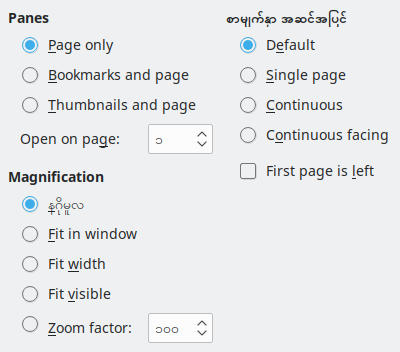 Panes
Page only
Bookmarks and page
Thumbnails and page
Open on page:
၁
Magnification
နဂိုမူလ
Fit in window
Fit width
Fit visible
Zoom factor:
၁၀၀
စာမျက်နှာ အဆင်အပြင်
Default
Single page
Continuous
Continuous facing
First page is left